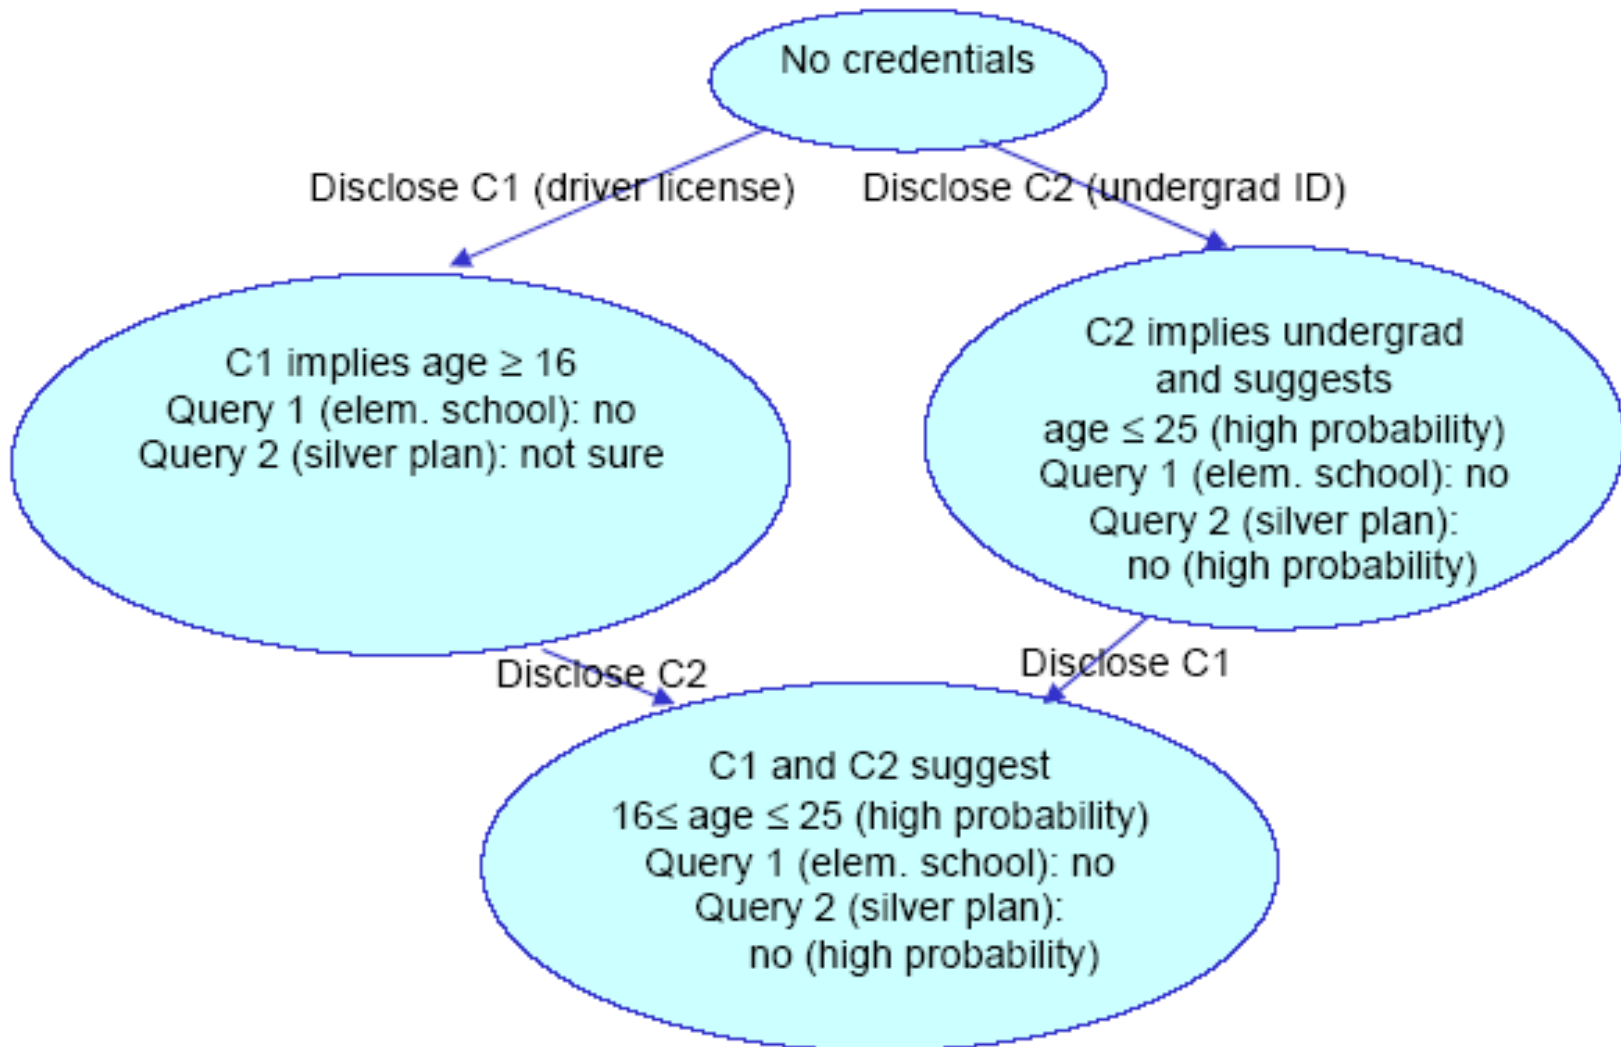 No credentials
Disclose C1 (driver license)
Disclose C2 (undergrad ID)
C1 implies age ≥ 16
Query 1 (elem. school): no
Query 2 (silver plan): not sure
C2 implies undergrad
and suggests
age ≤ 25 (high probability)
Query 1 (elem. school): no
Query 2 (silver plan):
no (high probability)
Disclose C2
Disclose C1
C1 and C2 suggest
16≤ age ≤ 25 (high probability)
Query 1 (elem. school): no
Query 2 (silver plan):
no (high probability)